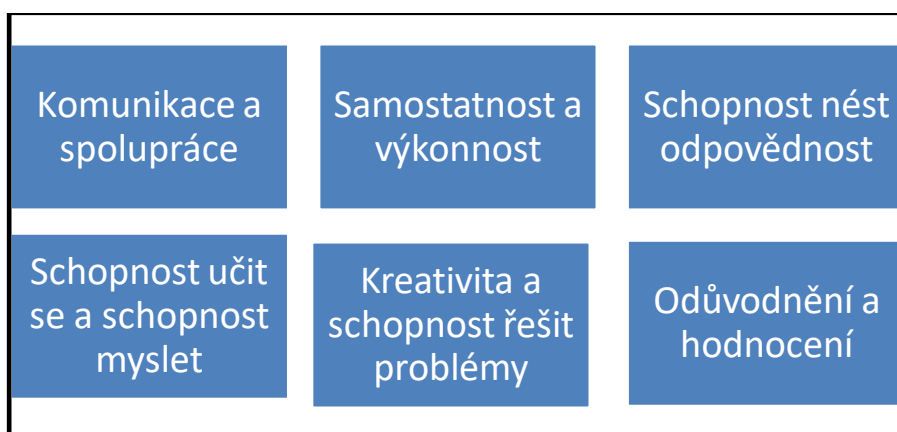 Komunikace a
spolupráce
Samostatnost a
výkonnost
Schopnost nést
odpovědnost
Schopnost učit
se a schopnost
myslet
Kreativita a
schopnost řešit
problémy
Odůvodnění a
hodnocení